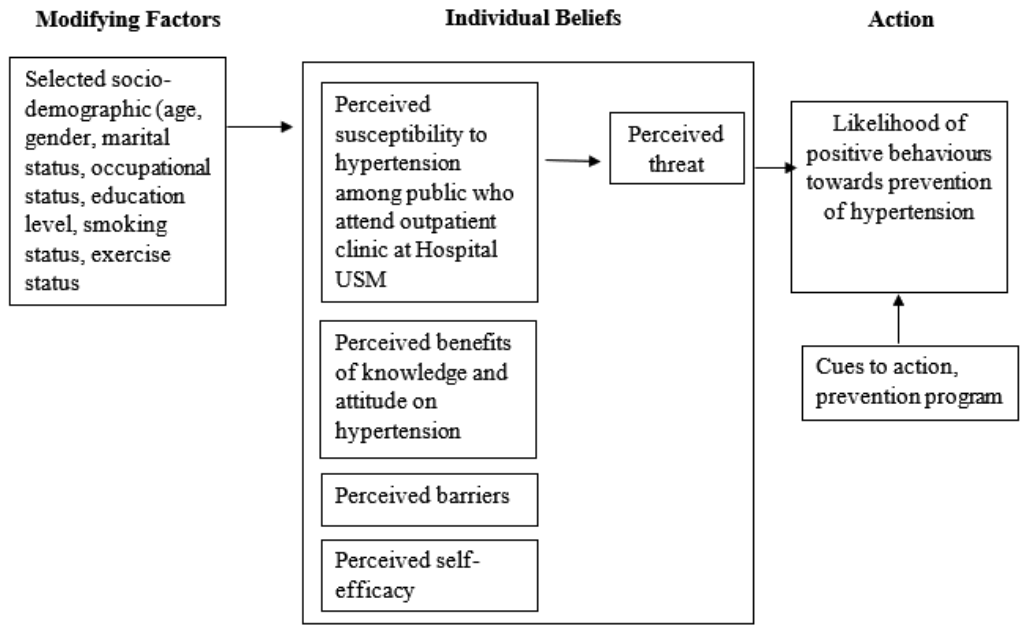 Modifying Factors
Individual Beliefs
Action
Selected socio-
demographic (age,
gender, marital
status, occupational
status, education
level, smoking
status, exercise
status
Perceived
susceptibility to
hypertension
among public who
attend outpatient
clinic at Hospital
USM
Perceived
threat
Likelihood of
positive behaviours
towards prevention
of hypertension
Perceived benefits
of knowledge and
attitude on
hypertension
Cues to action,
prevention program
Perceived barriers
Perceived self-
efficacy